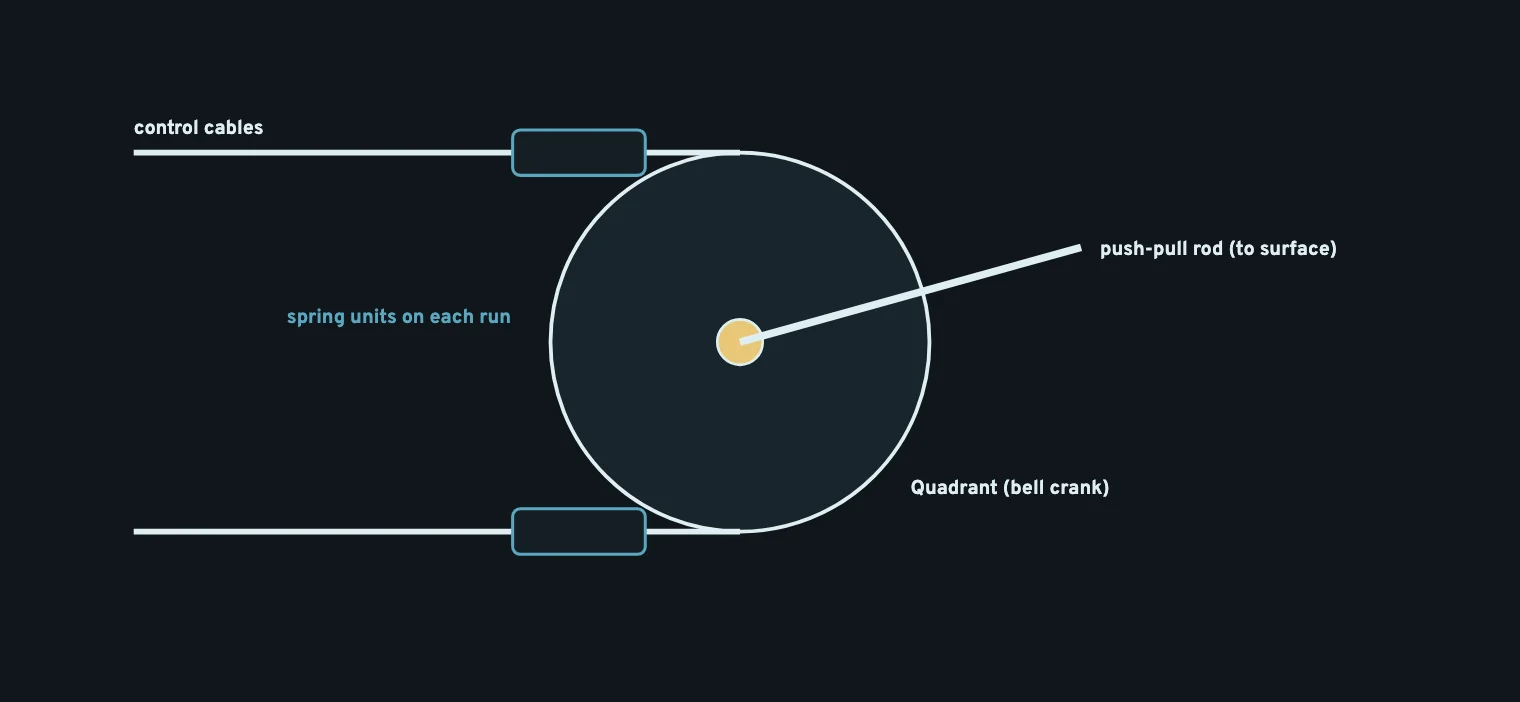 control cables
push-pull rod (to surface)
spring units on each run
Quadrant (bell crank)